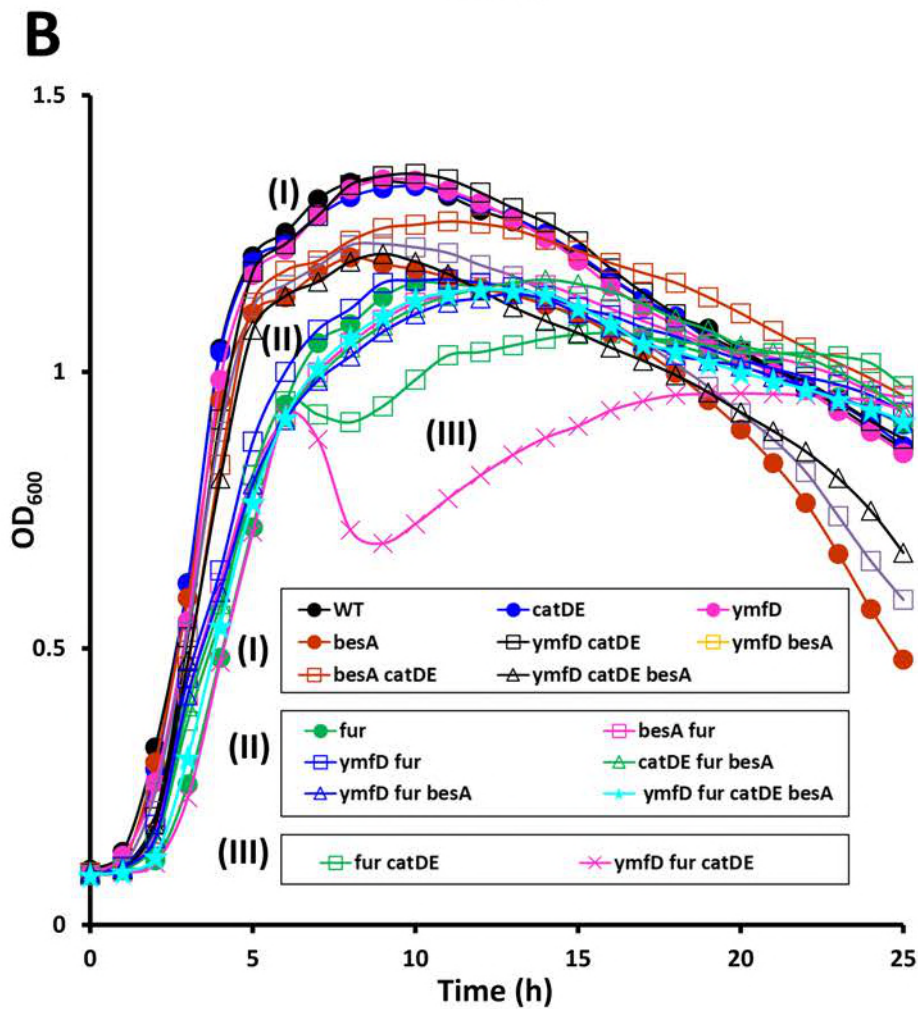 B
1.5
1
0.5
0
OD600
(I)
(II)
(III)
(I)
WT catDE ymfD
besA ymfD catDE ymfD besA
besA catDE ymfD catDE besA
(II)
fur besA fur
ymfD fur catDE fur besA
ymfD fur besA ymfD fur catDE besA
(III)
fur catDE ymfD fur catDE
0 5 10 15 20 25
Time (h)